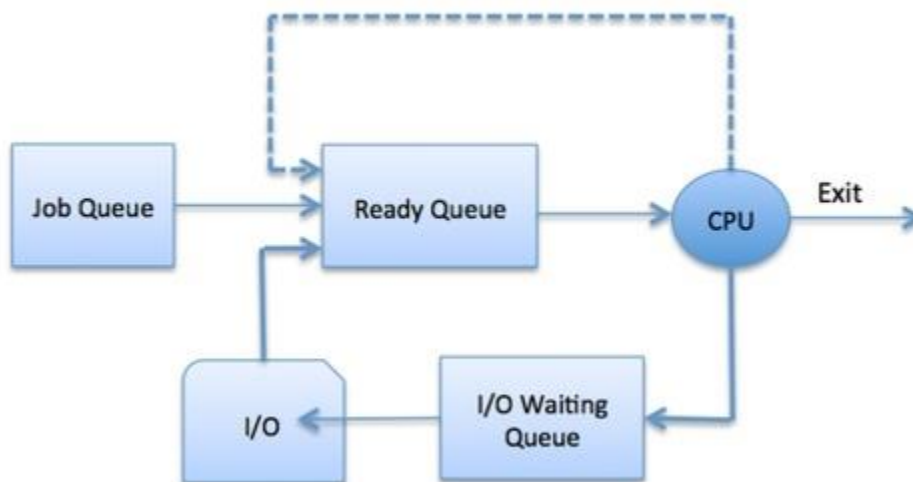 Job Queue
Ready Queue
CPU
Exit
I/O
I/O Waiting
Queue